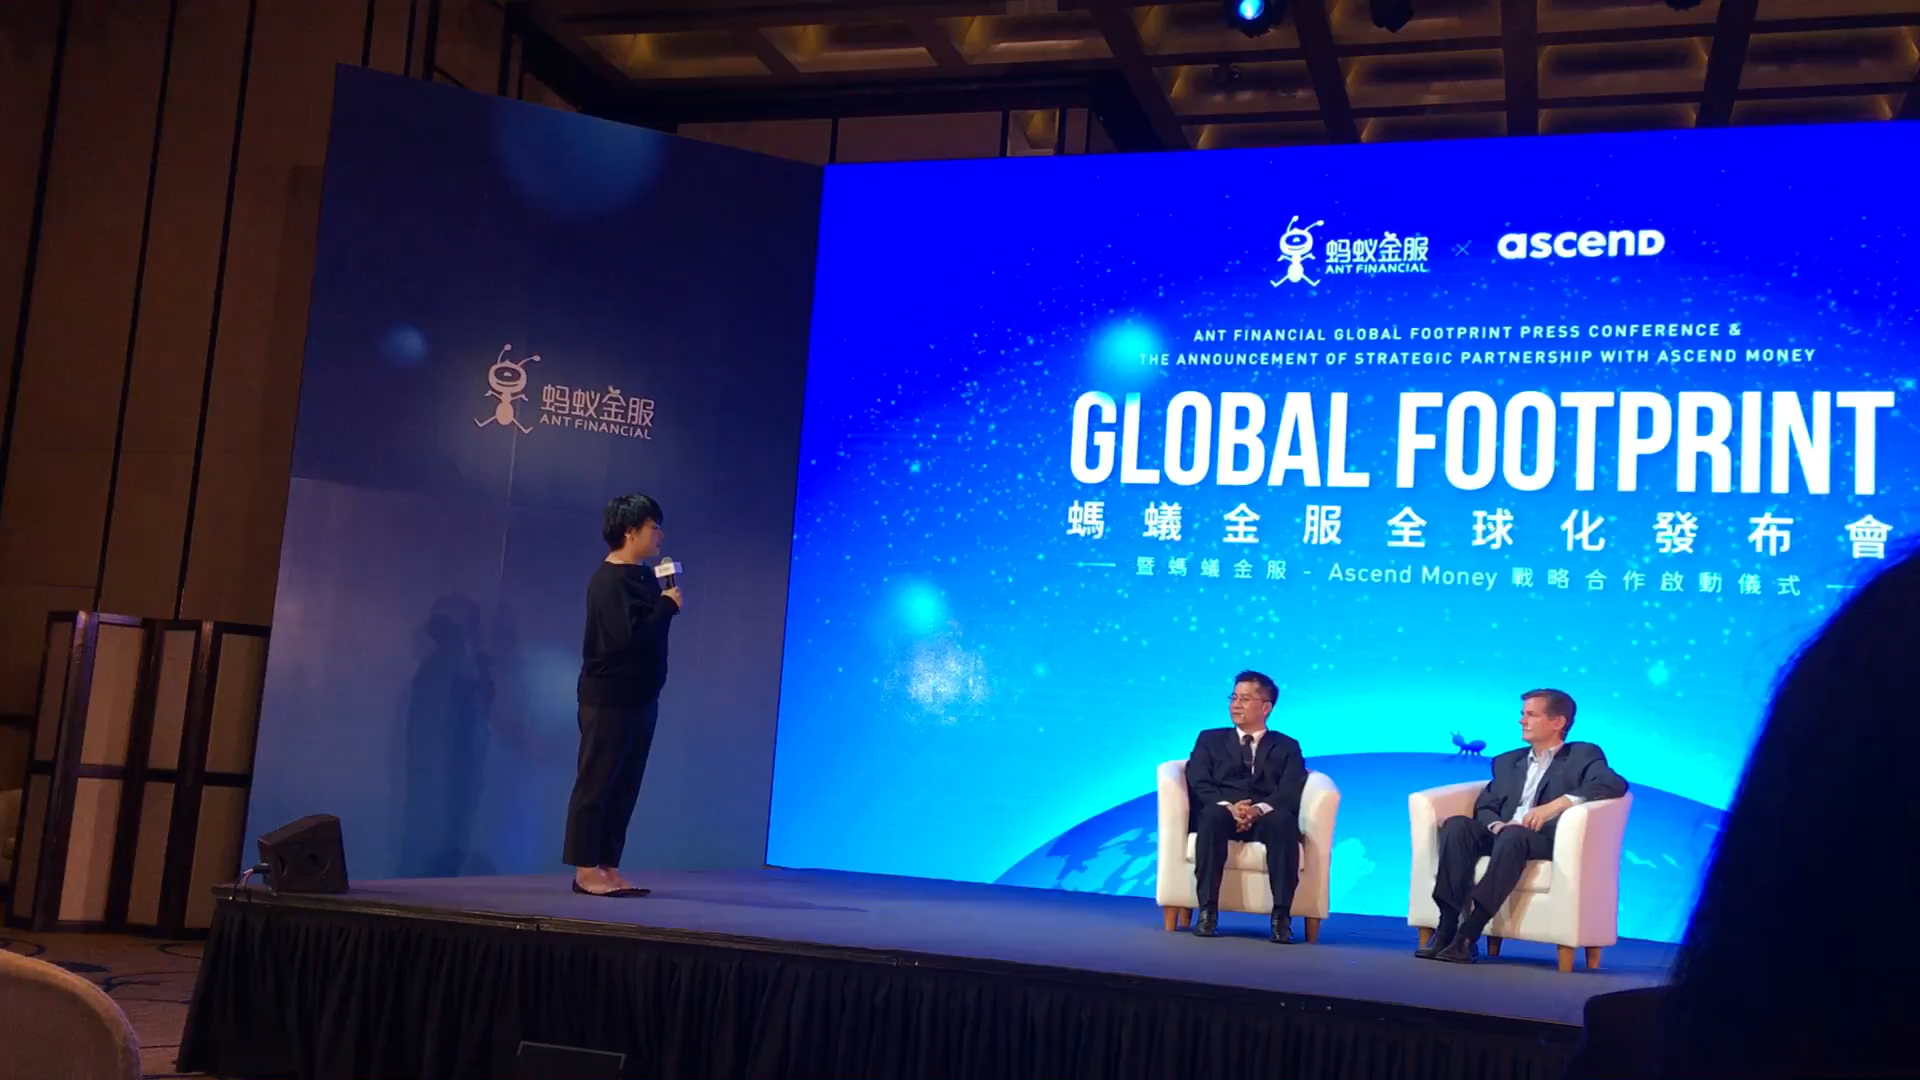 蚂蚁金服
ANT FINANCIAL
蚂蚁金服
ANT FINANCIAL
×
ascend
ANT FINANCIAL GLOBAL FOOTPRINT PRESS CONFERENCE &
THE ANNOUNCEMENT OF STRATEGIC PARTNERSHIP WITH ASCEND MONEY
GLOBAL FOOTPRINT
螞蟻金服全球化發布會
暨螞蟻金服 - Ascend Money 戰略合作啟動儀式